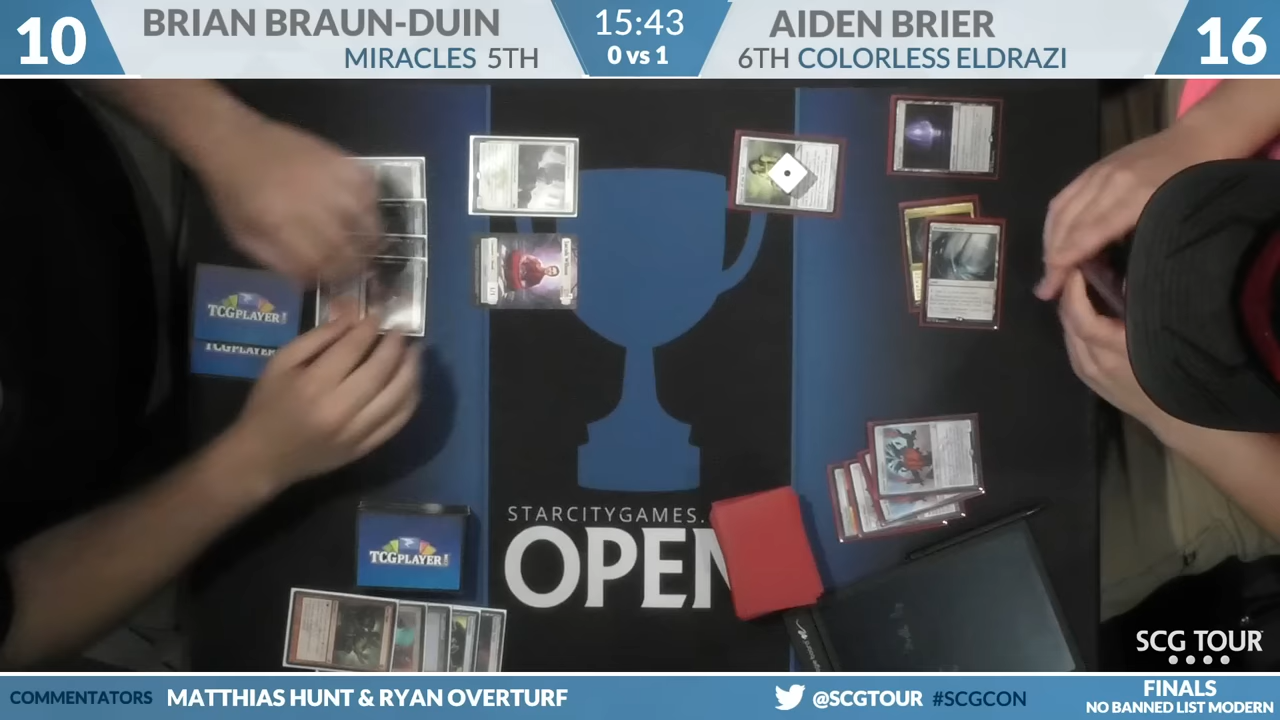 10
BRIAN BRAUN-DUIN
MIRACLES 5TH
15:43
0 vs 1
AIDEN BRIER
6TH COLORLESS ELDRAZI
16
TCGPLAYER!
TCGPLAYER
TCGPLAYER!
STARCITYGAMES.
OPEN
SCG TOUR
COMMENTATORS MATTHIAS HUNT & RYAN OVERTURF
@SCGTOUR #SCGCON
FINALS
NO BANNED LIST MODERN